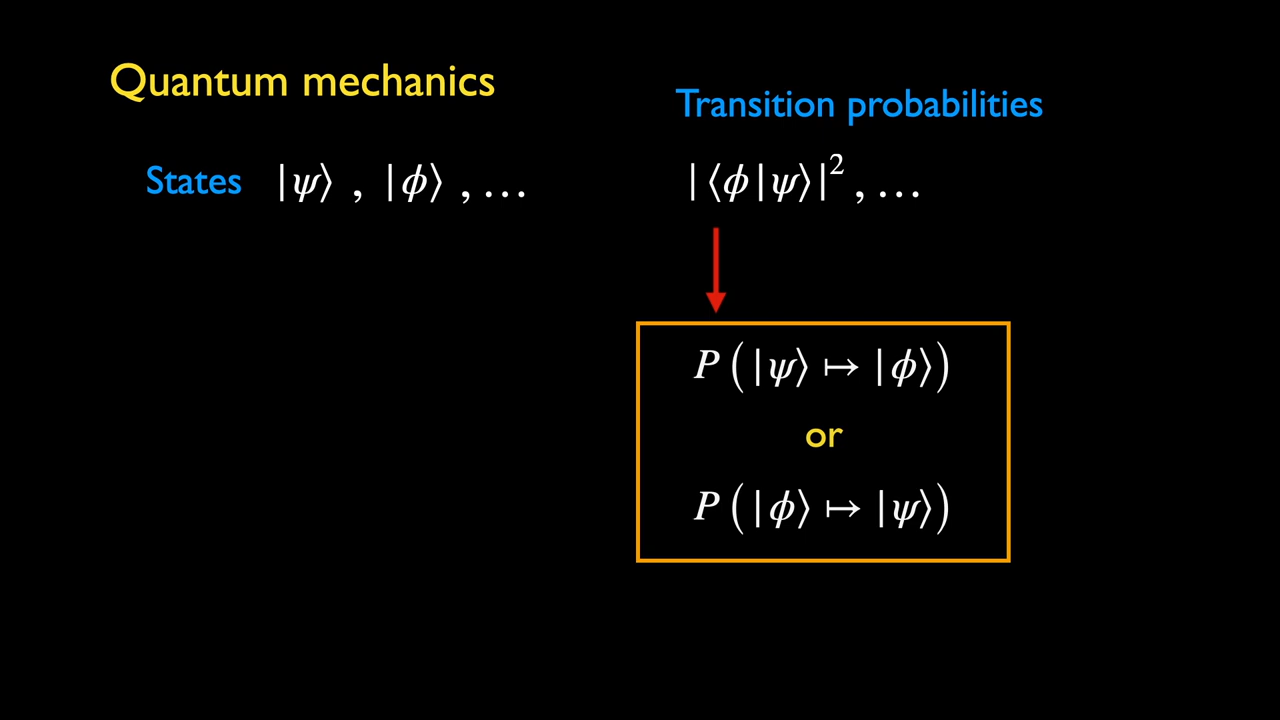 Quantum mechanics
Transition probabilities
States |ψ⟩ , |ϕ⟩ , …
|⟨ϕ|ψ⟩|² , …
P(|ψ⟩ ↦ |ϕ⟩)
or
P(|ϕ⟩ ↦ |ψ⟩)